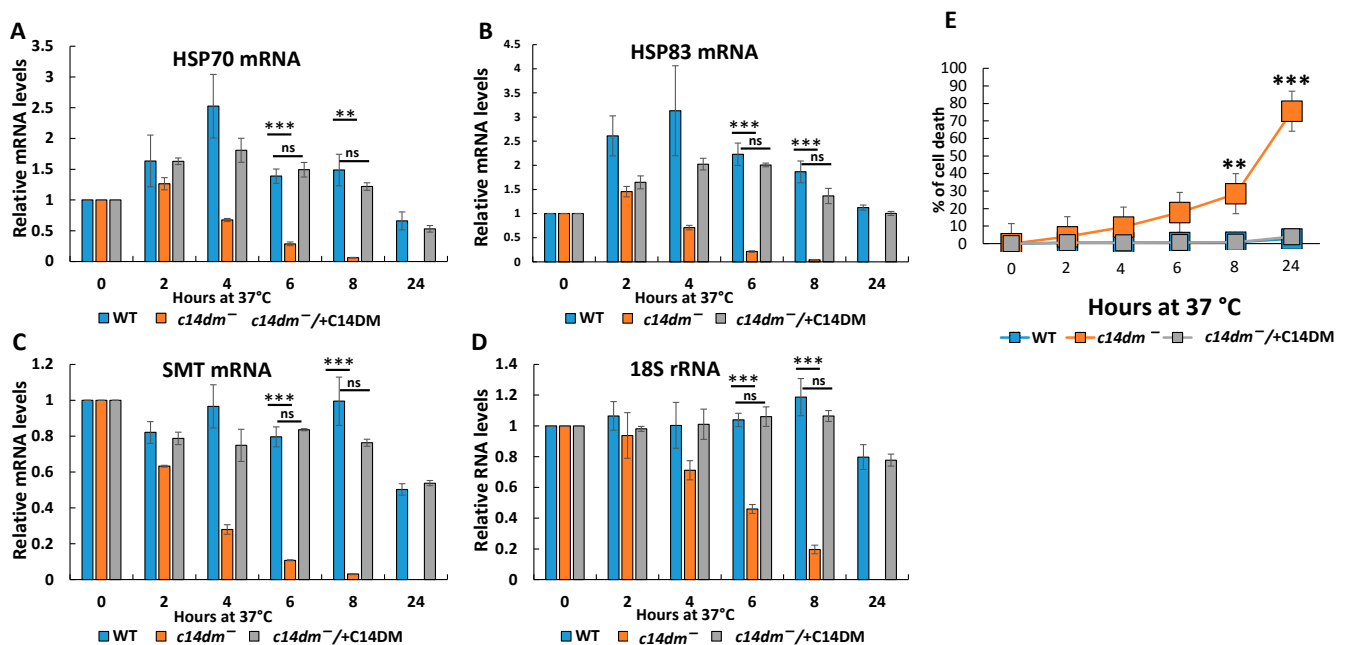 A
HSP70 mRNA
Relative mRNA levels
3.5
3
2.5
2
1.5
1
0.5
0
*** **
ns ns
0 2 4 6 8 24
Hours at 37°C
WT c14dm⁻ c14dm⁻/+C14DM
B
HSP83 mRNA
Relative mRNA levels
4.5
4
3.5
3
2.5
2
1.5
1
0.5
0
*** ***
ns ns
0 2 4 6 8 24
Hours at 37°C
WT c14dm⁻ c14dm⁻/+C14DM
E
% of cell death
100
90
80
70
60
50
40
30
20
10
0
** ***
0 2 4 6 8 24
Hours at 37 °C
WT c14dm⁻ c14dm⁻/+C14DM
C
SMT mRNA
Relative mRNA levels
1.2
1
0.8
0.6
0.4
0.2
0
*** ***
ns ns
0 2 4 6 8 24
Hours at 37°C
WT c14dm⁻ c14dm⁻/+C14DM
D
18S rRNA
Relative RNA levels
1.4
1.2
1
0.8
0.6
0.4
0.2
0
*** ***
ns ns
0 2 4 6 8 24
Hours at 37°C
WT c14dm⁻ c14dm⁻/+C14DM